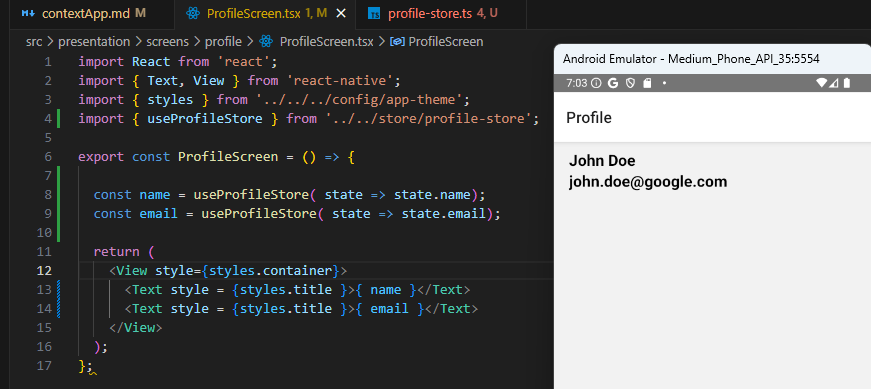 contextApp.md M
ProfileScreen.tsx 1, M
profile-store.ts 4, U
src > presentation > screens > profile > ProfileScreen.tsx > ProfileScreen
1 import React from 'react';
2 import { Text, View } from 'react-native';
3 import { styles } from '../../../config/app-theme';
4 import { useProfileStore } from '../../store/profile-store';
5
6 export const ProfileScreen = () => {
7
8 const name = useProfileStore( state => state.name);
9 const email = useProfileStore( state => state.email);
10
11 return (
12 <View style={styles.container}>
13 <Text style = {styles.title }>{ name }</Text>
14 <Text style = {styles.title }>{ email }</Text>
15 </View>
16 );
17 };
Android Emulator - Medium_Phone_API_35:5554
7:03
Profile
John Doe
john.doe@google.com